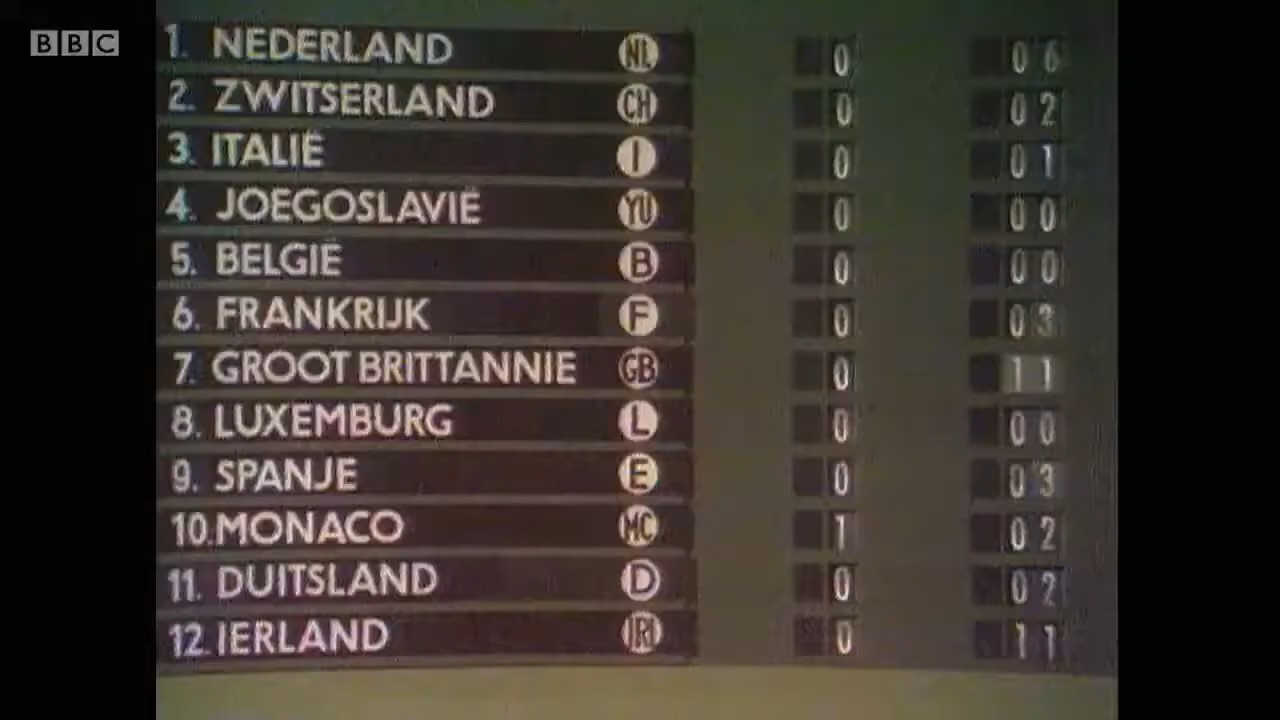 BBC
1. NEDERLAND NL 0 06
2. ZWITSERLAND CH 0 02
3. ITALIË I 0 01
4. JOEGOSLAVIË YU 0 00
5. BELGIË B 0 00
6. FRANKRIJK F 0 03
7. GROOT BRITTANNIE GB 0 11
8. LUXEMBURG L 0 00
9. SPANJE E 0 03
10. MONACO MC 1 02
11. DUITSLAND D 0 02
12. IERLAND IRL 0 11